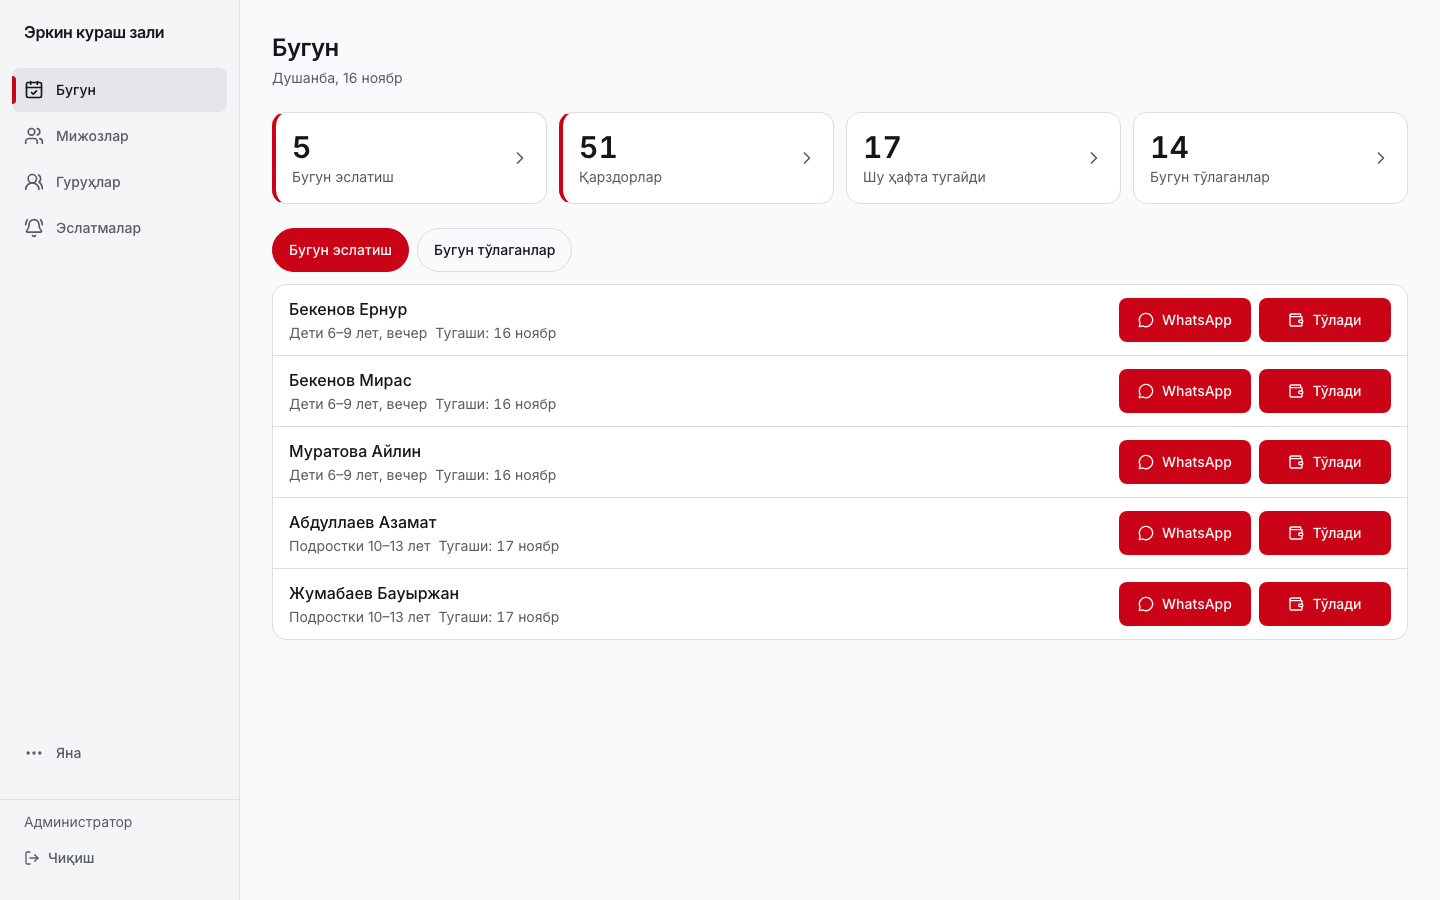 Эркин кураш зали
Бугун
Мижозлар
Гуруҳлар
Эслатмалар
Яна
Администратор
Чиқиш
Бугун
Душанба, 16 ноябр
5
Бугун эслатиш
51
Қарздорлар
17
Шу ҳафта тугайди
14
Бугун тўлаганлар
Бугун эслатиш
Бугун тўлаганлар
Бекенов Ернур
Дети 6–9 лет, вечер Тугаши: 16 ноябр
WhatsApp
Тўлади
Бекенов Мирас
Дети 6–9 лет, вечер Тугаши: 16 ноябр
WhatsApp
Тўлади
Муратова Айлин
Дети 6–9 лет, вечер Тугаши: 16 ноябр
WhatsApp
Тўлади
Абдуллаев Азамат
Подростки 10–13 лет Тугаши: 17 ноябр
WhatsApp
Тўлади
Жумабаев Бауыржан
Подростки 10–13 лет Тугаши: 17 ноябр
WhatsApp
Тўлади